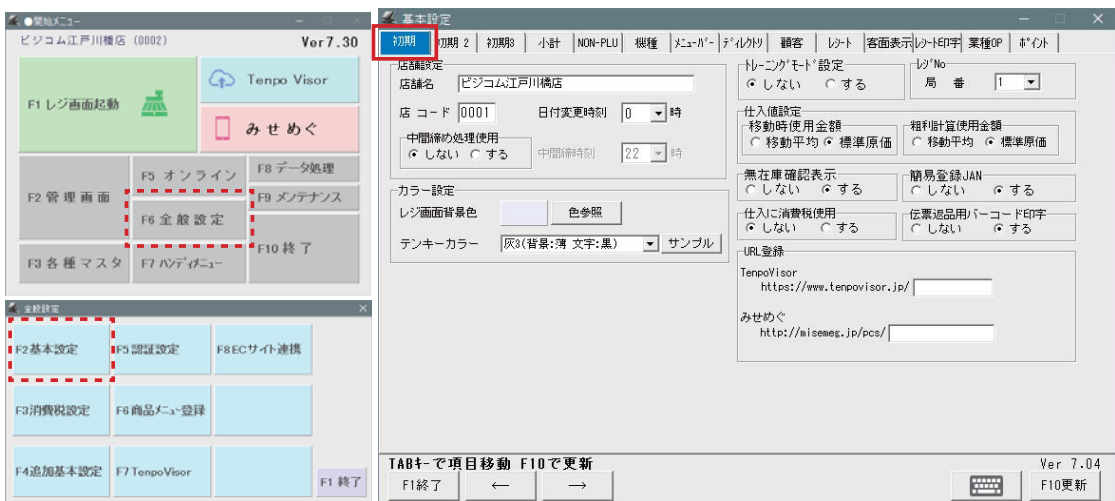 ●開始メニュー
ビジコム江戸川橋店 (0002) Ver7.30
F1 レジ画面起動
Tenpo Visor
みせめぐ
F2 管理画面
F5 オンライン
F8 データ処理
F6 全般設定
F9 メンテナンス
F3 各種マスタ
F7 ハンディメニュー
F10 終了
全般設定
F2基本設定
F5 認証設定
F8ECサイト連携
F3消費税設定
F6 商品メニュー登録
F4追加基本設定
F7 TenpoVisor
F1 終了
基本設定
初期 初期2 初期3 小計 NON-PLU 機種 メニューバー ディレクトリ 顧客 レシート 客面表示 レシート印字 業種OP ポイント
店舗設定
店舗名 ビジコム江戸川橋店
店コード 0001 日付変更時刻 0 時
中間締め処理使用
しない する 中間締時刻 22 時
カラー設定
レジ画面背景色 色参照
テンキーカラー 灰3(背景:薄 文字:黒) サンプル
トレーニングモード設定
しない する
レジNo
局番 1
仕入値設定
移動時使用金額
移動平均 標準原価
粗利計算使用金額
移動平均 標準原価
無在庫確認表示
しない する
簡易登録JAN
しない する
仕入に消費税使用
しない する
伝票返品用バーコード印字
しない する
URL登録
TenpoVisor
https://www.tenpovisor.jp/
みせめぐ
http://misemeg.jp/pcs/
TABキーで項目移動 F10で更新 Ver 7.04
F1終了 ← → F10更新